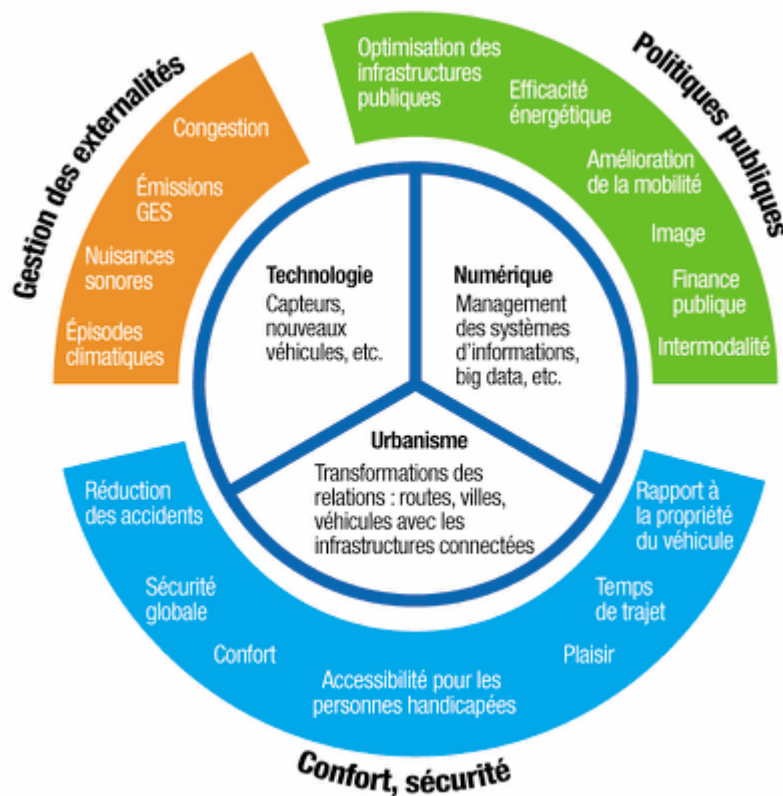 Gestion des externalités
Congestion
Émissions
GES
Nuisances
sonores
Épisodes
climatiques
Politiques publiques
Optimisation des
infrastructures
publiques
Efficacité
énergétique
Amélioration
de la mobilité
Image
Finance
publique
Intermodalité
Technologie
Capteurs,
nouveaux
véhicules, etc.
Numérique
Management
des systèmes
d'informations,
big data, etc.
Urbanisme
Transformations des
relations : routes, villes,
véhicules avec les
infrastructures connectées
Réduction
des accidents
Sécurité
globale
Confort
Accessibilité pour les
personnes handicapées
Plaisir
Temps
de trajet
Rapport à
la propriété
du véhicule
Confort, sécurité